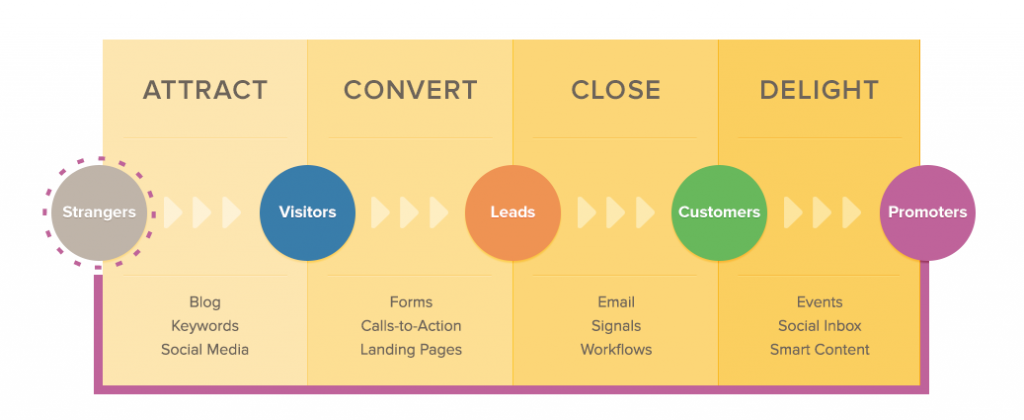 ATTRACT
CONVERT
CLOSE
DELIGHT
Strangers
Visitors
Leads
Customers
Promoters
Blog
Keywords
Social Media
Forms
Calls-to-Action
Landing Pages
Email
Signals
Workflows
Events
Social Inbox
Smart Content